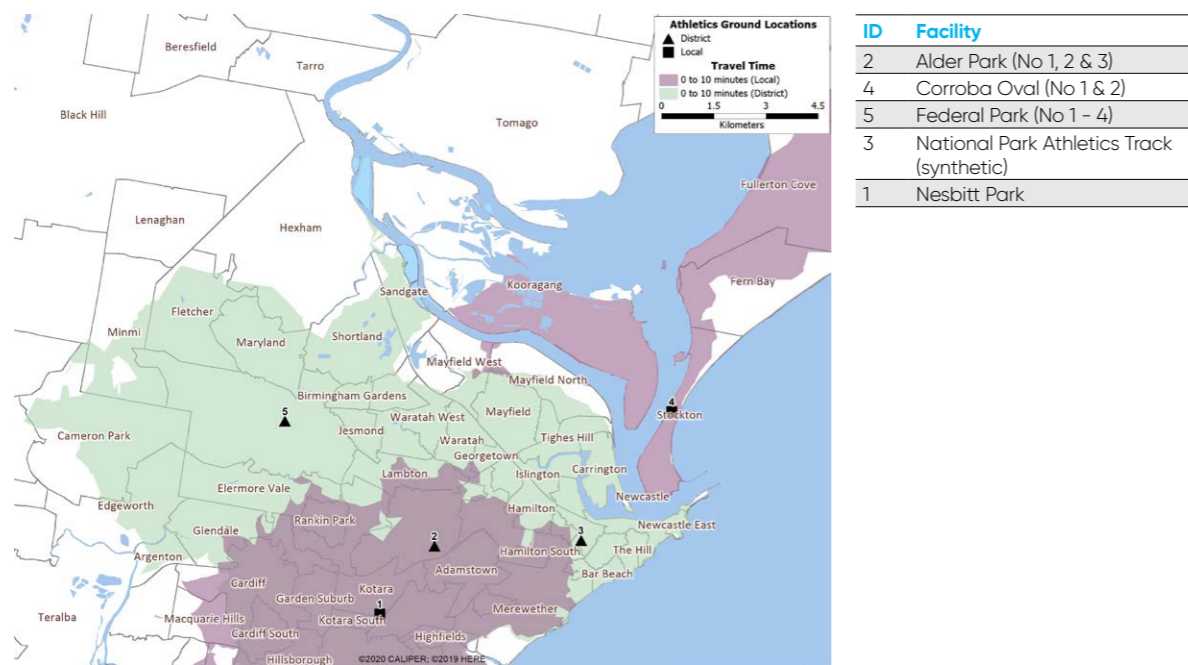 Athletics Ground Locations
District
Local
Travel Time
0 to 10 minutes (Local)
0 to 10 minutes (District)
0 1.5 3 4.5
Kilometers
Beresfield
Tarro
Black Hill
Tomago
Fullerton Cove
Lenaghan
Hexham
Kooragang
Fern Bay
Sandgate
Fletcher
Minmi
Maryland
Shortland
Mayfield West
Mayfield North
Birmingham Gardens
4
Stockton
5
Waratah West
Mayfield
Jesmond
Cameron Park
Waratah
Tighes Hill
Georgetown
Lambton
Islington
Carrington
Elermore Vale
Newcastle
Edgeworth
Hamilton
Rankin Park
Newcastle East
Glendale
2
3
Hamilton South
The Hill
Argenton
Adamstown
Bar Beach
Cardiff
Kotara
Garden Suburb
1
Merewether
Teralba
Macquarie Hills
Kotara South
Cardiff South
Highfields
Hillsborough
©2020 CALIPER; ©2019 HERE
ID Facility
2 Alder Park (No 1, 2 & 3)
4 Corroba Oval (No 1 & 2)
5 Federal Park (No 1 - 4)
3 National Park Athletics Track
(synthetic)
1 Nesbitt Park